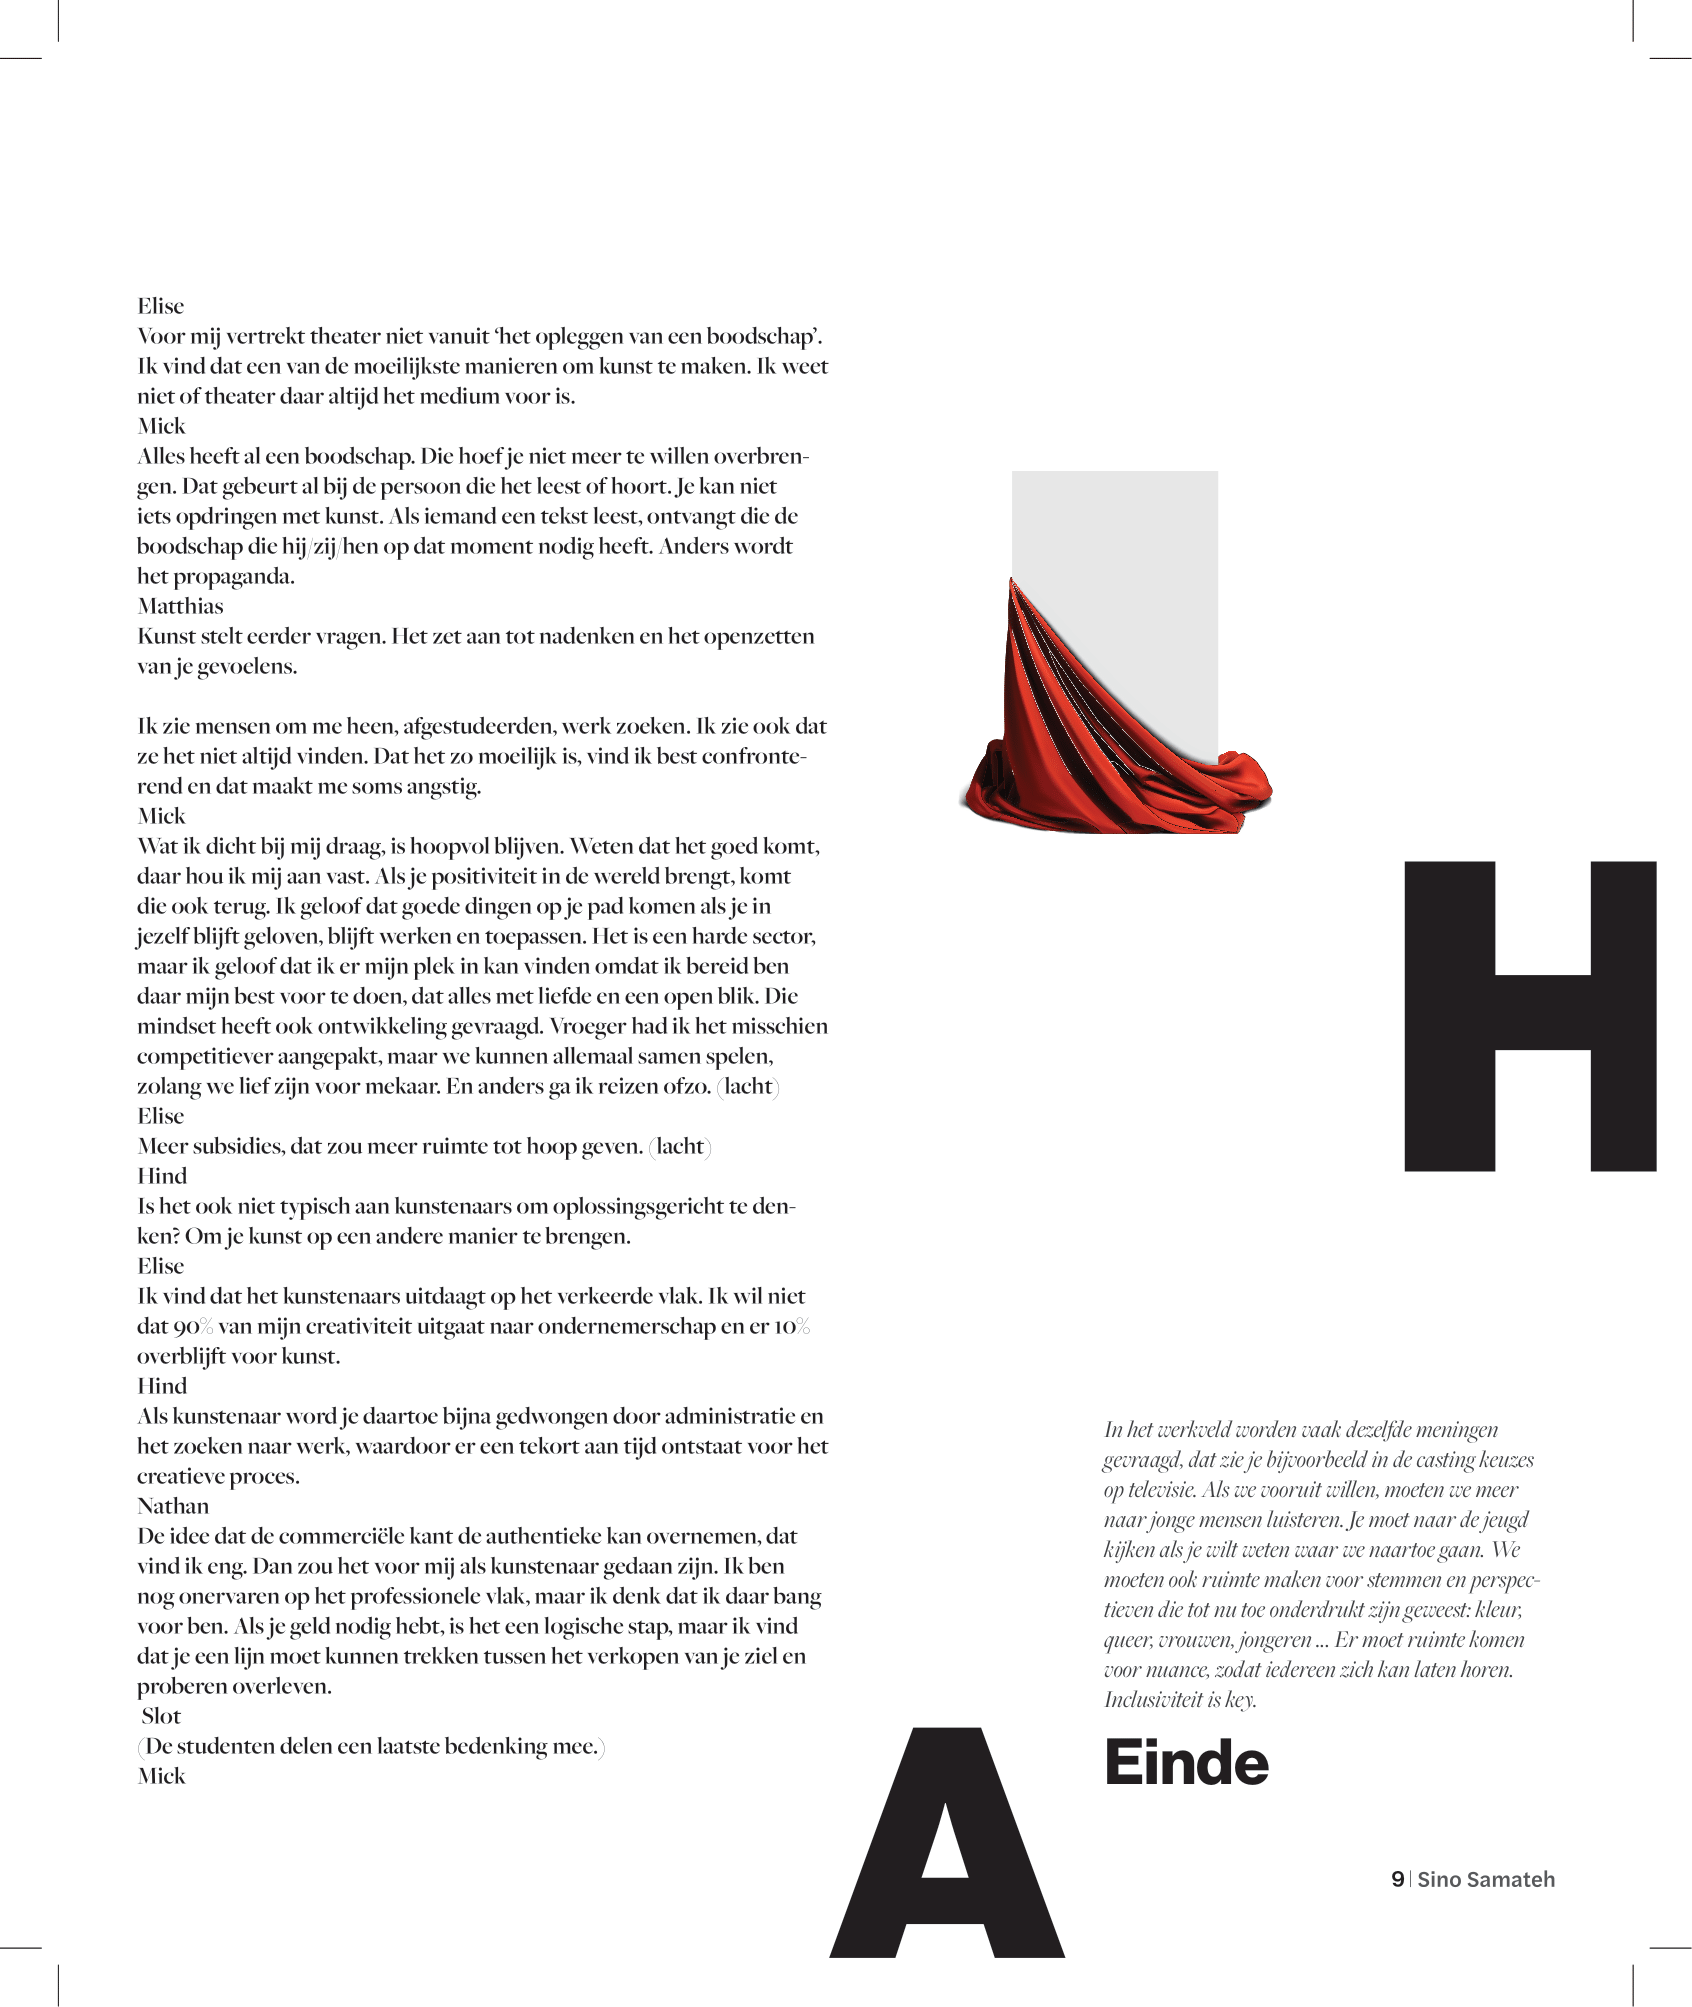 Elise
Voor mij vertrekt theater niet vanuit ‘het opleggen van een boodschap’.
Ik vind dat een van de moeilijkste manieren om kunst te maken. Ik weet
niet of theater daar altijd het medium voor is.
Mick
Alles heeft al een boodschap. Die hoef je niet meer te willen overbren-
gen. Dat gebeurt al bij de persoon die het leest of hoort. Je kan niet
iets opdringen met kunst. Als iemand een tekst leest, ontvangt die de
boodschap die hij/zij/hen op dat moment nodig heeft. Anders wordt
het propaganda.
Matthias
Kunst stelt eerder vragen. Het zet aan tot nadenken en het openzetten
van je gevoelens.
Ik zie mensen om me heen, afgestudeerden, werk zoeken. Ik zie ook dat
ze het niet altijd vinden. Dat het zo moeilijk is, vind ik best confronte-
rend en dat maakt me soms angstig.
Mick
Wat ik dicht bij mij draag, is hoopvol blijven. Weten dat het goed komt,
daar hou ik mij aan vast. Als je positiviteit in de wereld brengt, komt
die ook terug. Ik geloof dat goede dingen op je pad komen als je in
jezelf blijft geloven, blijft werken en toepassen. Het is een harde sector,
maar ik geloof dat ik er mijn plek in kan vinden omdat ik bereid ben
daar mijn best voor te doen, dat alles met liefde en een open blik. Die
mindset heeft ook ontwikkeling gevraagd. Vroeger had ik het misschien
competitiever aangepakt, maar we kunnen allemaal samen spelen,
zolang we lief zijn voor mekaar. En anders ga ik reizen ofzo. (lacht)
Elise
Meer subsidies, dat zou meer ruimte tot hoop geven. (lacht)
Hind
Is het ook niet typisch aan kunstenaars om oplossingsgericht te den-
ken? Om je kunst op een andere manier te brengen.
Elise
Ik vind dat het kunstenaars uitdaagt op het verkeerde vlak. Ik wil niet
dat 90% van mijn creativiteit uitgaat naar ondernemerschap en er 10%
overblijft voor kunst.
Hind
Als kunstenaar word je daartoe bijna gedwongen door administratie en
het zoeken naar werk, waardoor er een tekort aan tijd ontstaat voor het
creatieve proces.
Nathan
De idee dat de commerciële kant de authentieke kan overnemen, dat
vind ik eng. Dan zou het voor mij als kunstenaar gedaan zijn. Ik ben
nog onervaren op het professionele vlak, maar ik denk dat ik daar bang
voor ben. Als je geld nodig hebt, is het een logische stap, maar ik vind
dat je een lijn moet kunnen trekken tussen het verkopen van je ziel en
proberen overleven.
Slot
(De studenten delen een laatste bedenking mee.)
Mick
H
In het werkveld worden vaak dezelfde meningen
gevraagd, dat zie je bijvoorbeeld in de casting keuzes
op televisie. Als we vooruit willen, moeten we meer
naar jonge mensen luisteren. Je moet naar de jeugd
kijken als je wilt weten waar we naartoe gaan. We
moeten ook ruimte maken voor stemmen en perspec-
tieven die tot nu toe onderdrukt zijn geweest: kleur,
queer, vrouwen, jongeren ... Er moet ruimte komen
voor nuance, zodat iedereen zich kan laten horen.
Inclusiviteit is key.
Einde
A
9 | Sino Samateh